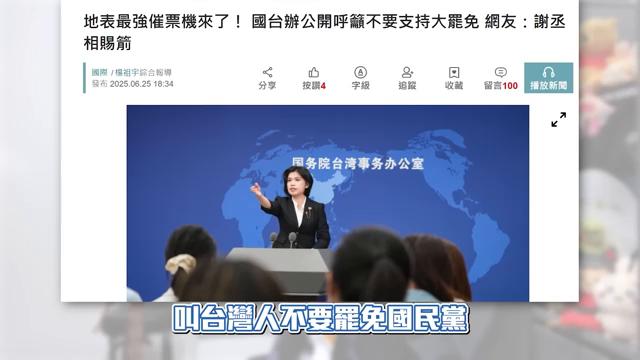 地表最強催票機來了！ 國台辦公開呼籲不要支持大罷免 網友：謝丞
相賜箭
國際 / 楊祖宇綜合報導
發布 2025.06.25 18:34
分享
按讚4
字級
追蹤
收藏
留言100
播放新聞
国务院台湾事务办公室
叫台灣人不要罷免國民黨